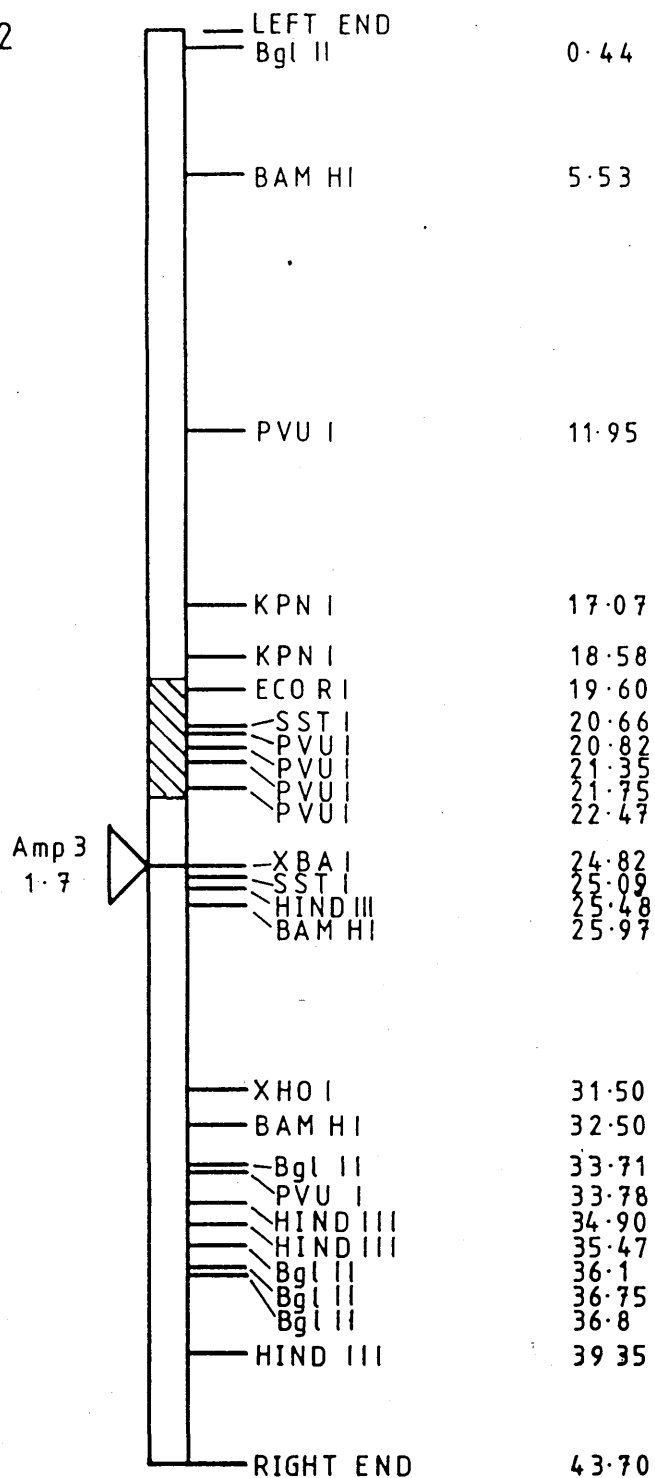 2
LEFT END
Bgl II 0·44
BAM HI 5·53
PVU I 11·95
KPN I 17·07
KPN I 18·58
ECO RI 19·60
SST I 20·66
PVU I 20·82
PVU I 21·35
PVU I 21·75
PVU I 22·47
Amp 3
1·7
XBA I 24·82
SST I 25·09
HIND III 25·48
BAM HI 25·97
XHO I 31·50
BAM HI 32·50
Bgl II 33·71
PVU I 33·78
HIND III 34·90
HIND III 35·47
Bgl II 36·1
Bgl II 36·75
Bgl II 36·8
HIND III 39 35
RIGHT END 43·70